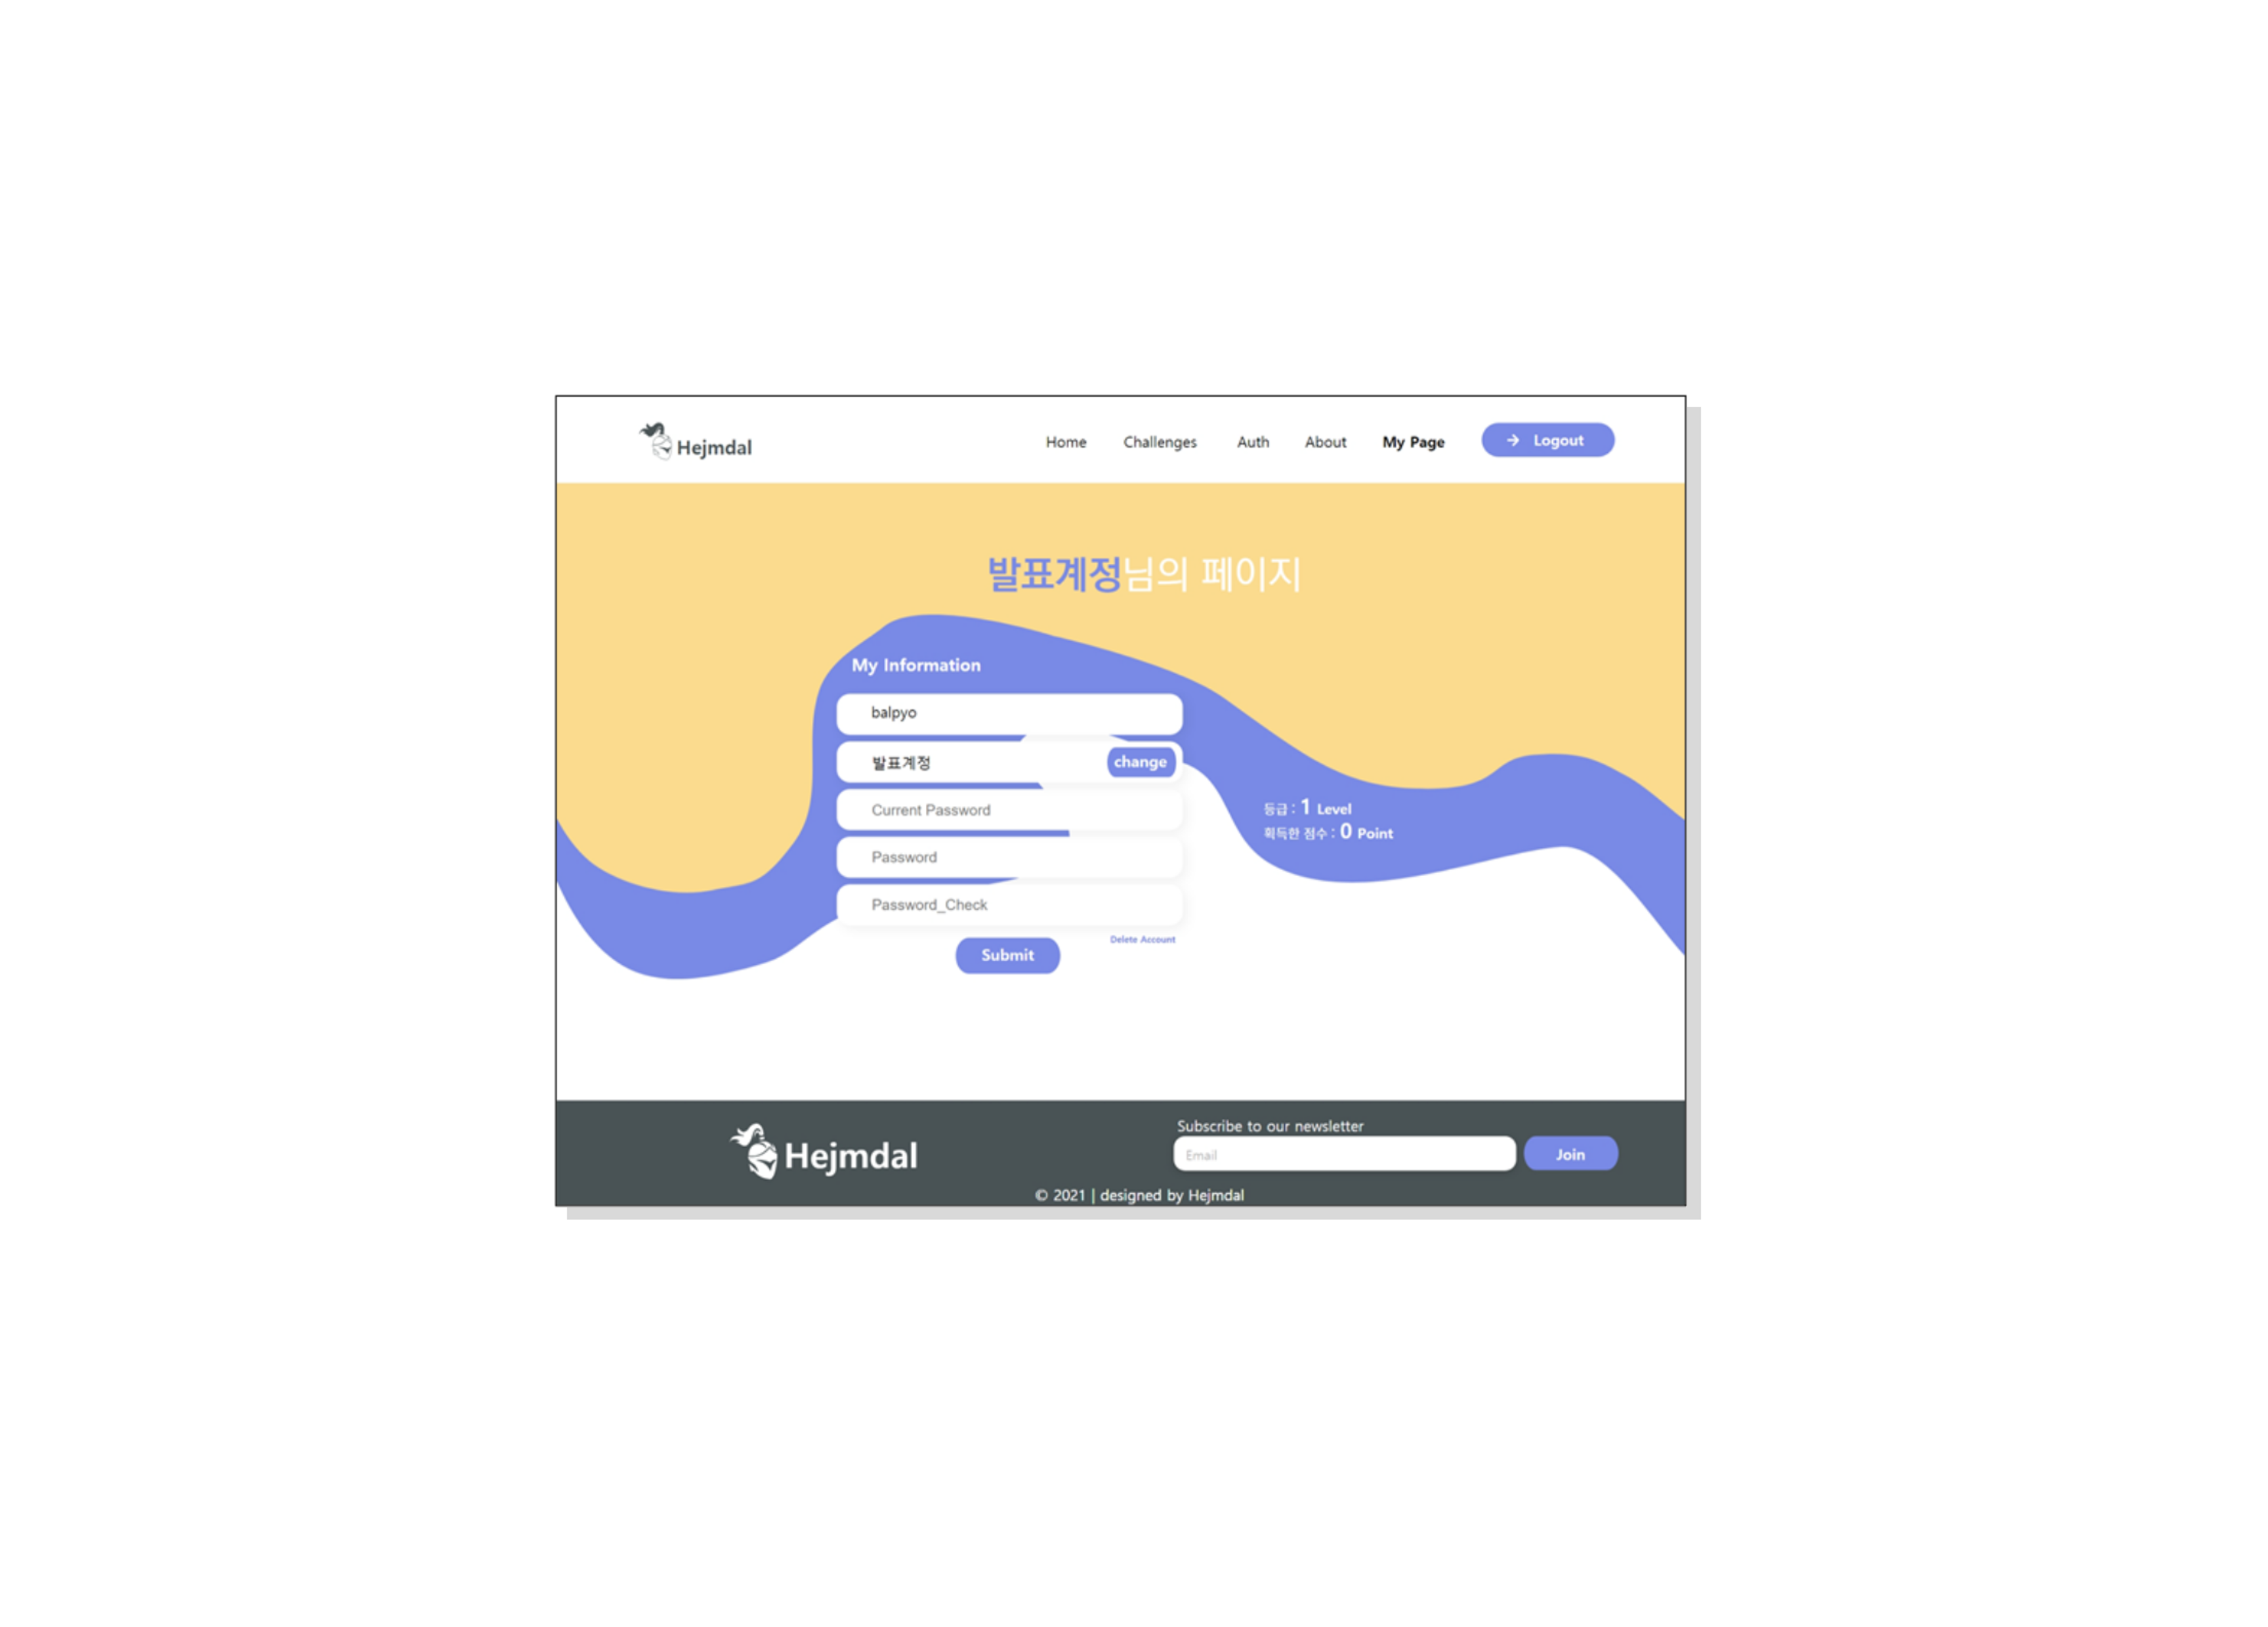 Hejmdal
Home Challenges Auth About My Page Logout
발표계정님의 페이지
My Information
balpyo
발표계정 change
Current Password
Password
Password_Check
Delete Account
Submit
등급 : 1 Level
획득한 점수 : 0 Point
Hejmdal
Subscribe to our newsletter
Email Join
© 2021 | designed by Hejmdal